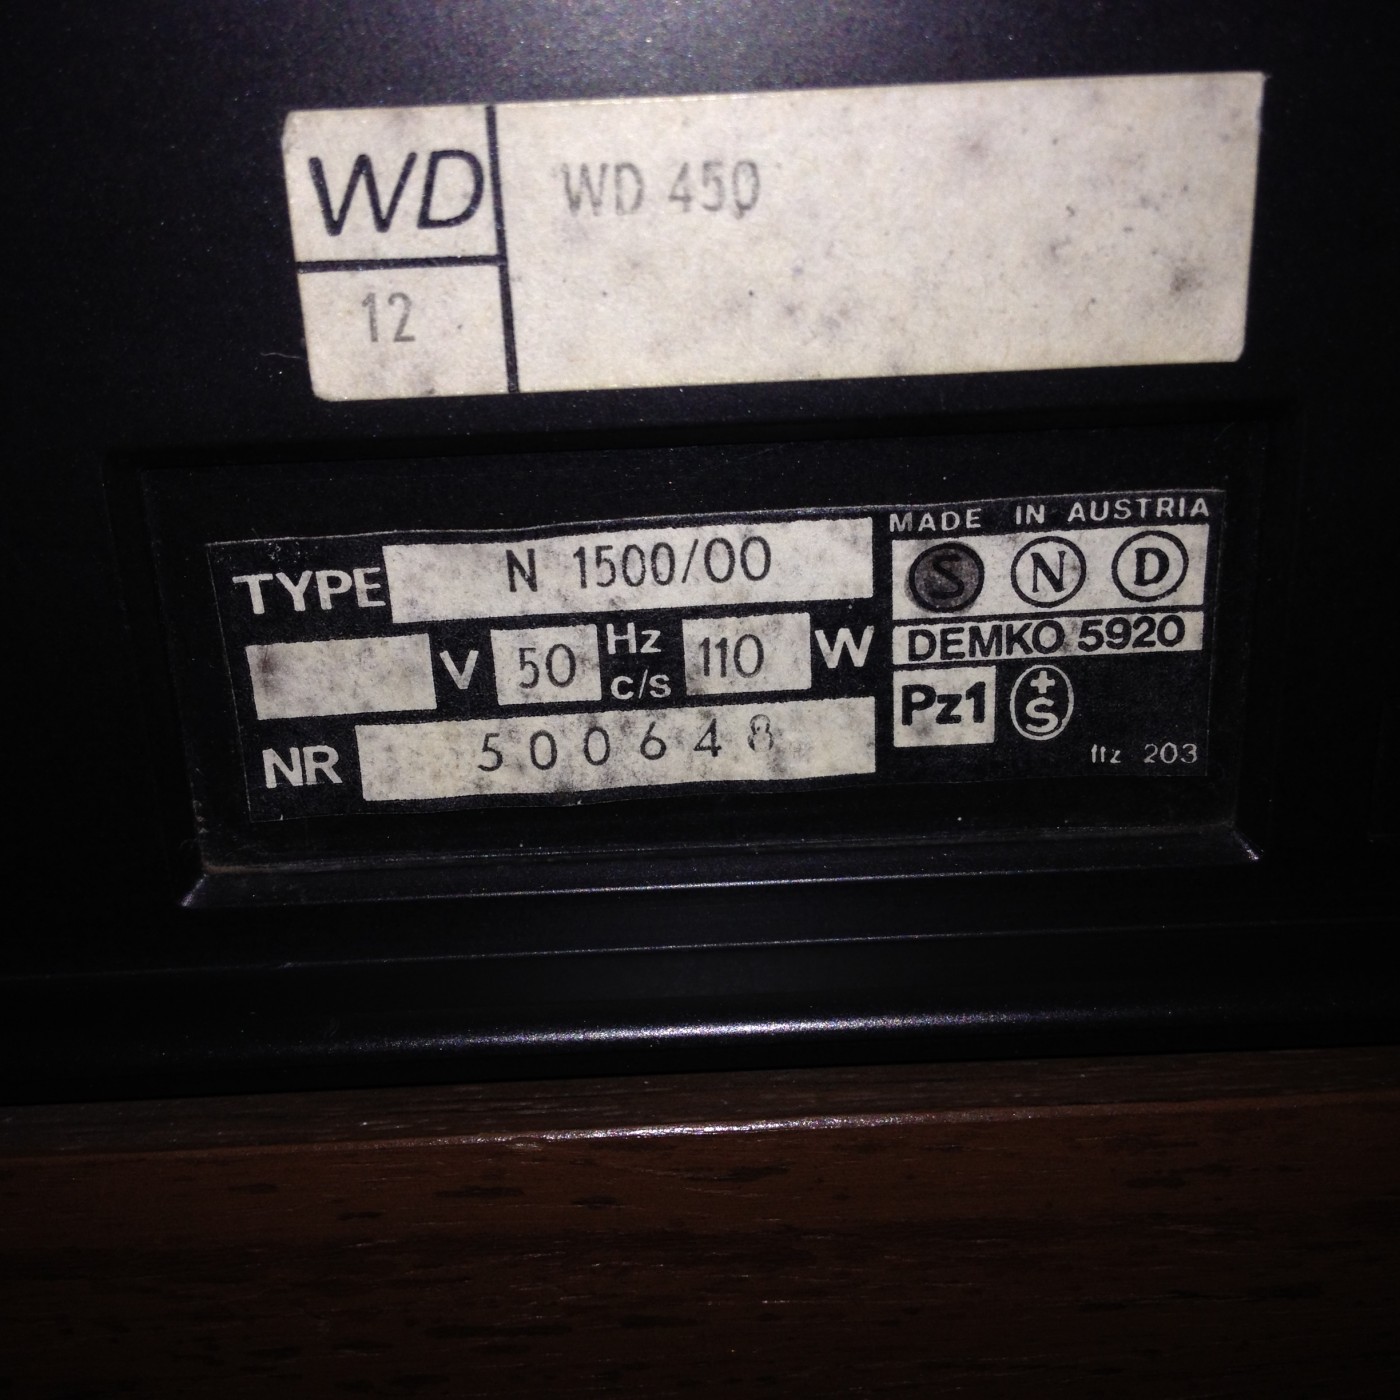 WD
WD 450
12
MADE IN AUSTRIA
TYPE N 1500/00
S N D
V 50 Hz c/s 110 W
DEMKO 5920
Pz1 +S
NR 500648
ftz 203